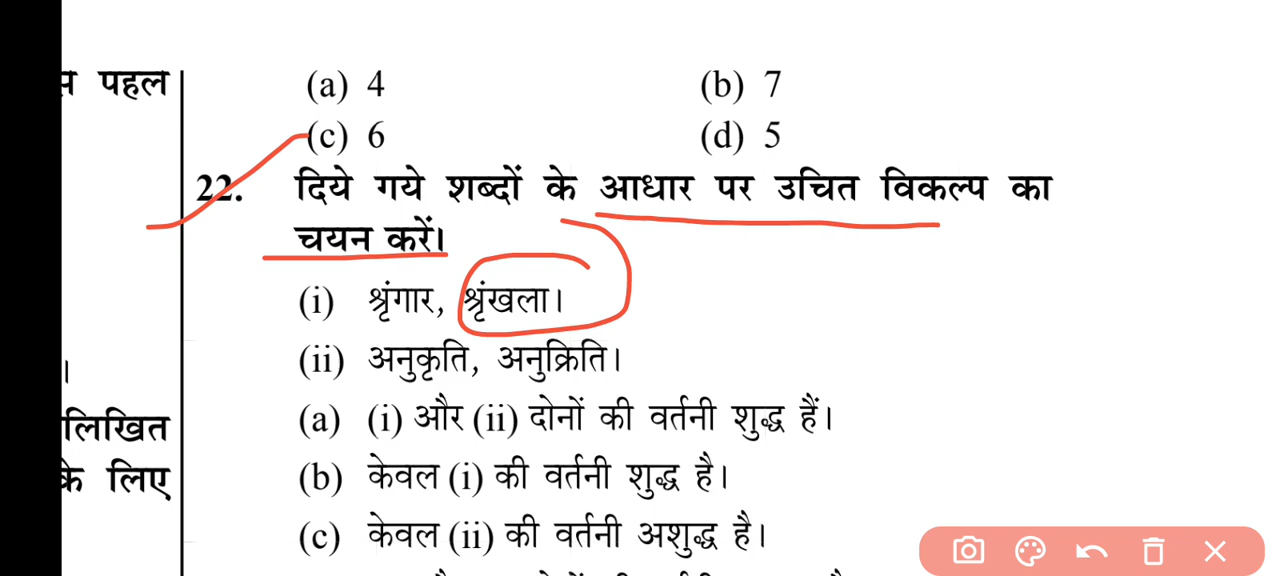 स पहल
(a) 4 (b) 7
(c) 6 (d) 5
22. दिये गये शब्दों के आधार पर उचित विकल्प का
चयन करें।
(i) श्रृंगार, श्रृंखला।
(ii) अनुकृति, अनुक्रिति।
।
(a) (i) और (ii) दोनों की वर्तनी शुद्ध हैं।
लिखित
(b) केवल (i) की वर्तनी शुद्ध है।
के लिए
(c) केवल (ii) की वर्तनी अशुद्ध है।